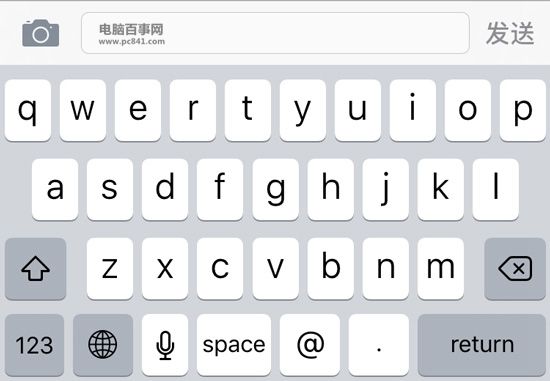 电脑百事网
www.pc841.com
发送
q w e r t y u i o p
a s d f g h j k l
z x c v b n m
123 space @ . return